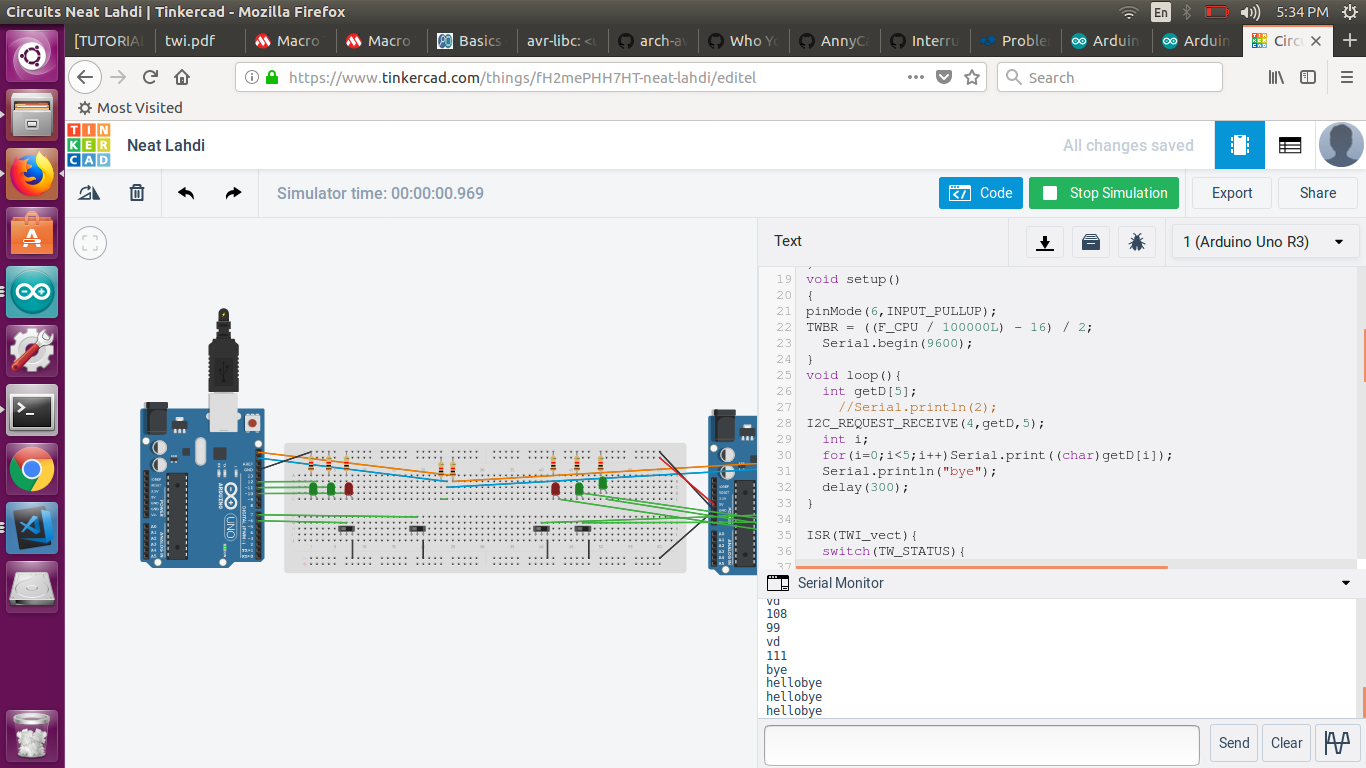 Circuits Neat Lahdi | Tinkercad - Mozilla Firefox
En
5:34 PM
[TUTORIA
twi.pdf
Macro
Macro
Basics
avr-libc: <u
arch-av
Who Yo
AnnyCa
Interru
Problem
Arduin
Arduin
Circ
https://www.tinkercad.com/things/fH2mePHH7HT-neat-lahdi/editel
Search
Most Visited
TIN
KER
CAD
Neat Lahdi
All changes saved
Simulator time: 00:00:00.969
Code
Stop Simulation
Export
Share
Text
1 (Arduino Uno R3)
19 void setup()
20 {
21 pinMode(6,INPUT_PULLUP);
22 TWBR = ((F_CPU / 100000L) - 16) / 2;
23 Serial.begin(9600);
24 }
25 void loop(){
26 int getD[5];
27 //Serial.println(2);
28 I2C_REQUEST_RECEIVE(4,getD,5);
29 int i;
30 for(i=0;i<5;i++)Serial.print((char)getD[i]);
31 Serial.println("bye");
32 delay(300);
33 }
34
35 ISR(TWI_vect){
36 switch(TW_STATUS){
37
Serial Monitor
vd
108
99
vd
111
bye
hellobye
hellobye
hellobye
Send
Clear
ARDUINO
UNO